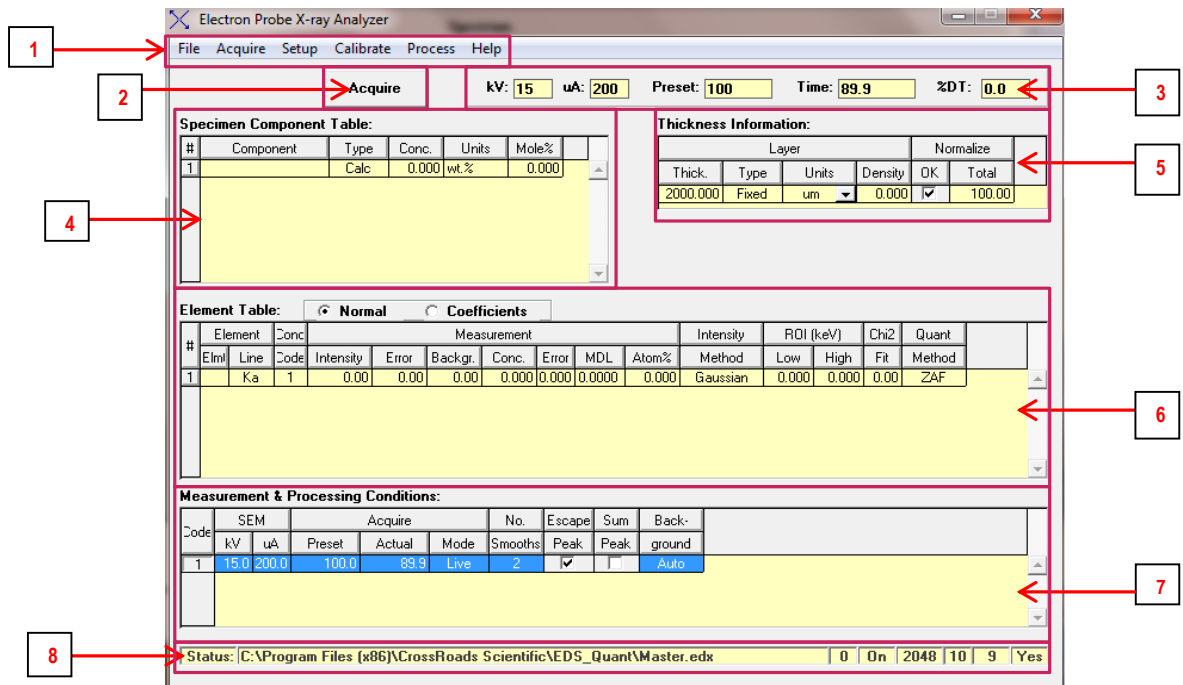 Electron Probe X-ray Analyzer
1
File Acquire Setup Calibrate Process Help
2
Acquire
kV: 15 uA: 200 Preset: 100 Time: 89.9 %DT: 0.0
3
Specimen Component Table:
# Component Type Conc. Units Mole%
1 Calc 0.000 wt.% 0.000
4
Thickness Information:
Layer Normalize
Thick. Type Units Density OK Total
2000.000 Fixed um 0.000 100.00
5
Element Table: Normal Coefficients
# Element Conc Measurement Intensity ROI (keV) Chi2 Quant
Elmt Line Code Intensity Error Backgr. Conc. Error MDL Atom% Method Low High Fit Method
1 Ka 1 0.00 0.00 0.00 0.000 0.000 0.0000 0.000 Gaussian 0.000 0.000 0.00 ZAF
6
Measurement & Processing Conditions:
Code SEM Acquire No. Escape Sum Back-
kV uA Preset Actual Mode Smooths Peak Peak ground
1 15.0 200.0 100.0 89.9 Live 2 Auto
7
8
Status: C:\Program Files (x86)\CrossRoads Scientific\EDS_Quant\Master.edx 0 On 2048 10 9 Yes